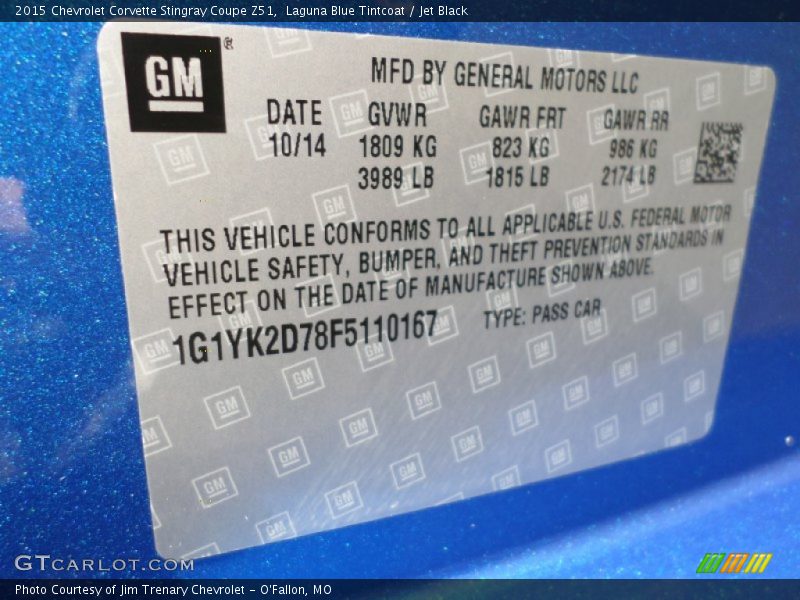 2015 Chevrolet Corvette Stingray Coupe Z51,  Laguna Blue Tintcoat / Jet Black
GM ®
MFD BY GENERAL MOTORS LLC
DATE GVWR GAWR FRT GAWR RR
10/14 1809 KG 823 KG 986 KG
3989 LB 1815 LB 2174 LB
THIS VEHICLE CONFORMS TO ALL APPLICABLE U.S. FEDERAL MOTOR
VEHICLE SAFETY, BUMPER, AND THEFT PREVENTION STANDARDS IN
EFFECT ON THE DATE OF MANUFACTURE SHOWN ABOVE.
1G1YK2D78F5110167 TYPE: PASS CAR
GTCARLOT.COM
Photo Courtesy of Jim Trenary Chevrolet - O'Fallon, MO